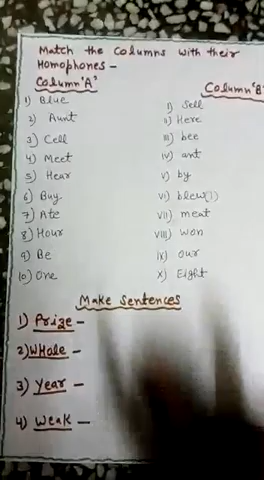 Match the Columns with their
Homophones -
Column 'A'
Column 'B'
1) Blue
i) Sell
2) Aunt
ii) Here
3) Cell
iii) bee
4) Meet
iv) ant
5) Hear
v) by
6) Buy
vi) blew(1)
7) Ate
vii) meat
8) Hour
viii) won
9) Be
ix) our
10) One
x) Eight
Make Sentences
1) Prize -
2) Whole -
3) Year -
4) Weak -